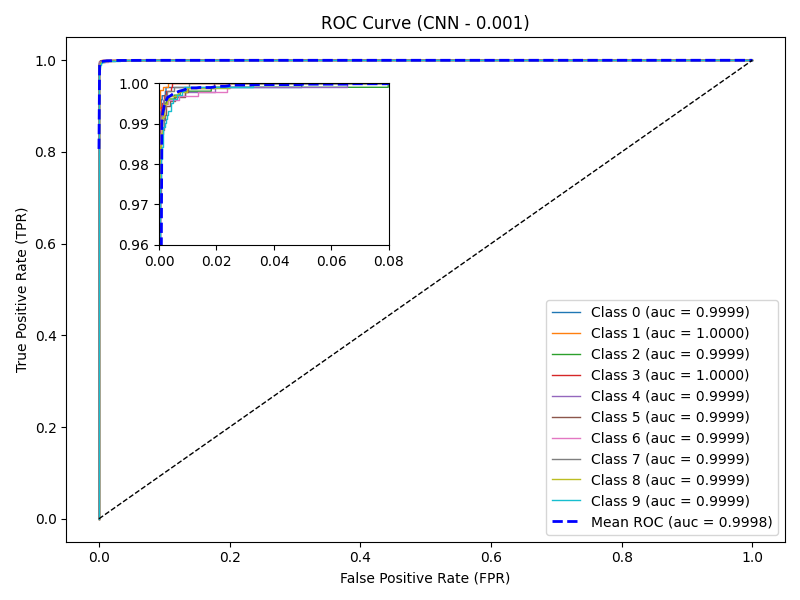 ROC Curve (CNN - 0.001)
True Positive Rate (TPR)
1.0
0.8
0.6
0.4
0.2
0.0
1.00
0.99
0.98
0.97
0.96
0.00 0.02 0.04 0.06 0.08
Class 0 (auc = 0.9999)
Class 1 (auc = 1.0000)
Class 2 (auc = 0.9999)
Class 3 (auc = 1.0000)
Class 4 (auc = 0.9999)
Class 5 (auc = 0.9999)
Class 6 (auc = 0.9999)
Class 7 (auc = 0.9999)
Class 8 (auc = 0.9999)
Class 9 (auc = 0.9999)
Mean ROC (auc = 0.9998)
0.0 0.2 0.4 0.6 0.8 1.0
False Positive Rate (FPR)